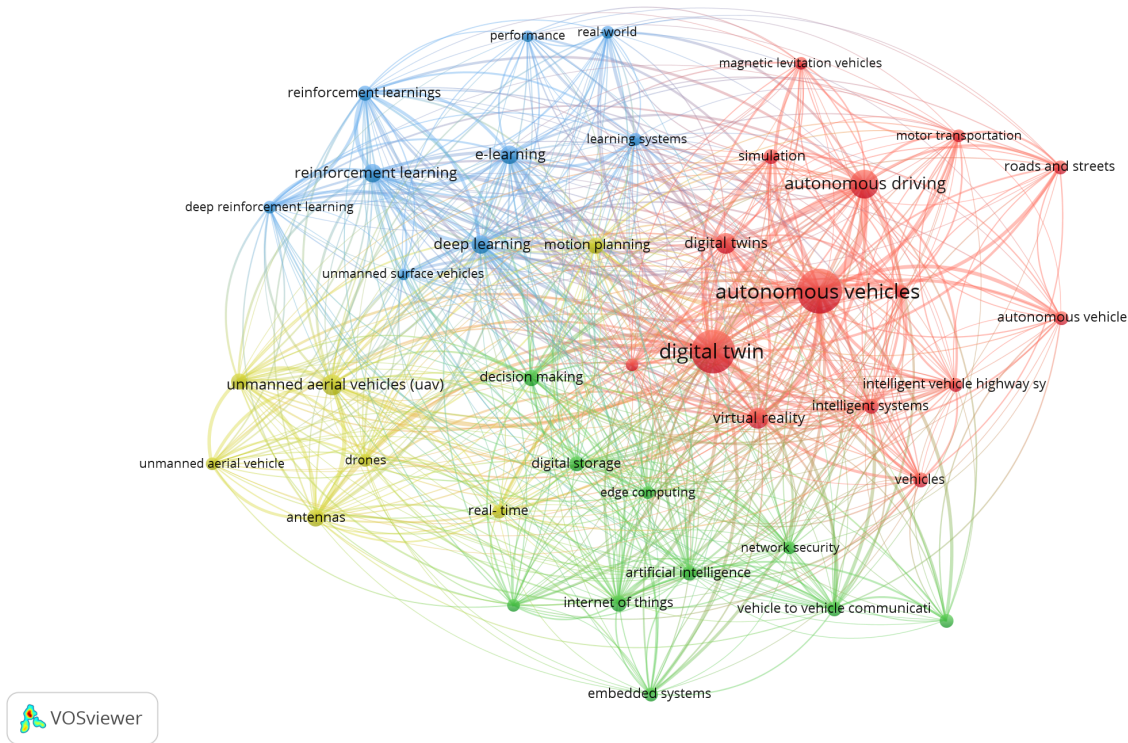 performance
real-world
magnetic levitation vehicles
reinforcement learnings
motor transportation
learning systems
e-learning
simulation
roads and streets
reinforcement learning
autonomous driving
deep reinforcement learning
deep learning
motion planning
digital twins
unmanned surface vehicles
autonomous vehicles
autonomous vehicle
digital twin
decision making
unmanned aerial vehicles (uav)
intelligent vehicle highway sy
intelligent systems
virtual reality
unmanned aerial vehicle
drones
digital storage
vehicles
edge computing
real- time
antennas
network security
artificial intelligence
internet of things
vehicle to vehicle communicati
embedded systems
VOSviewer